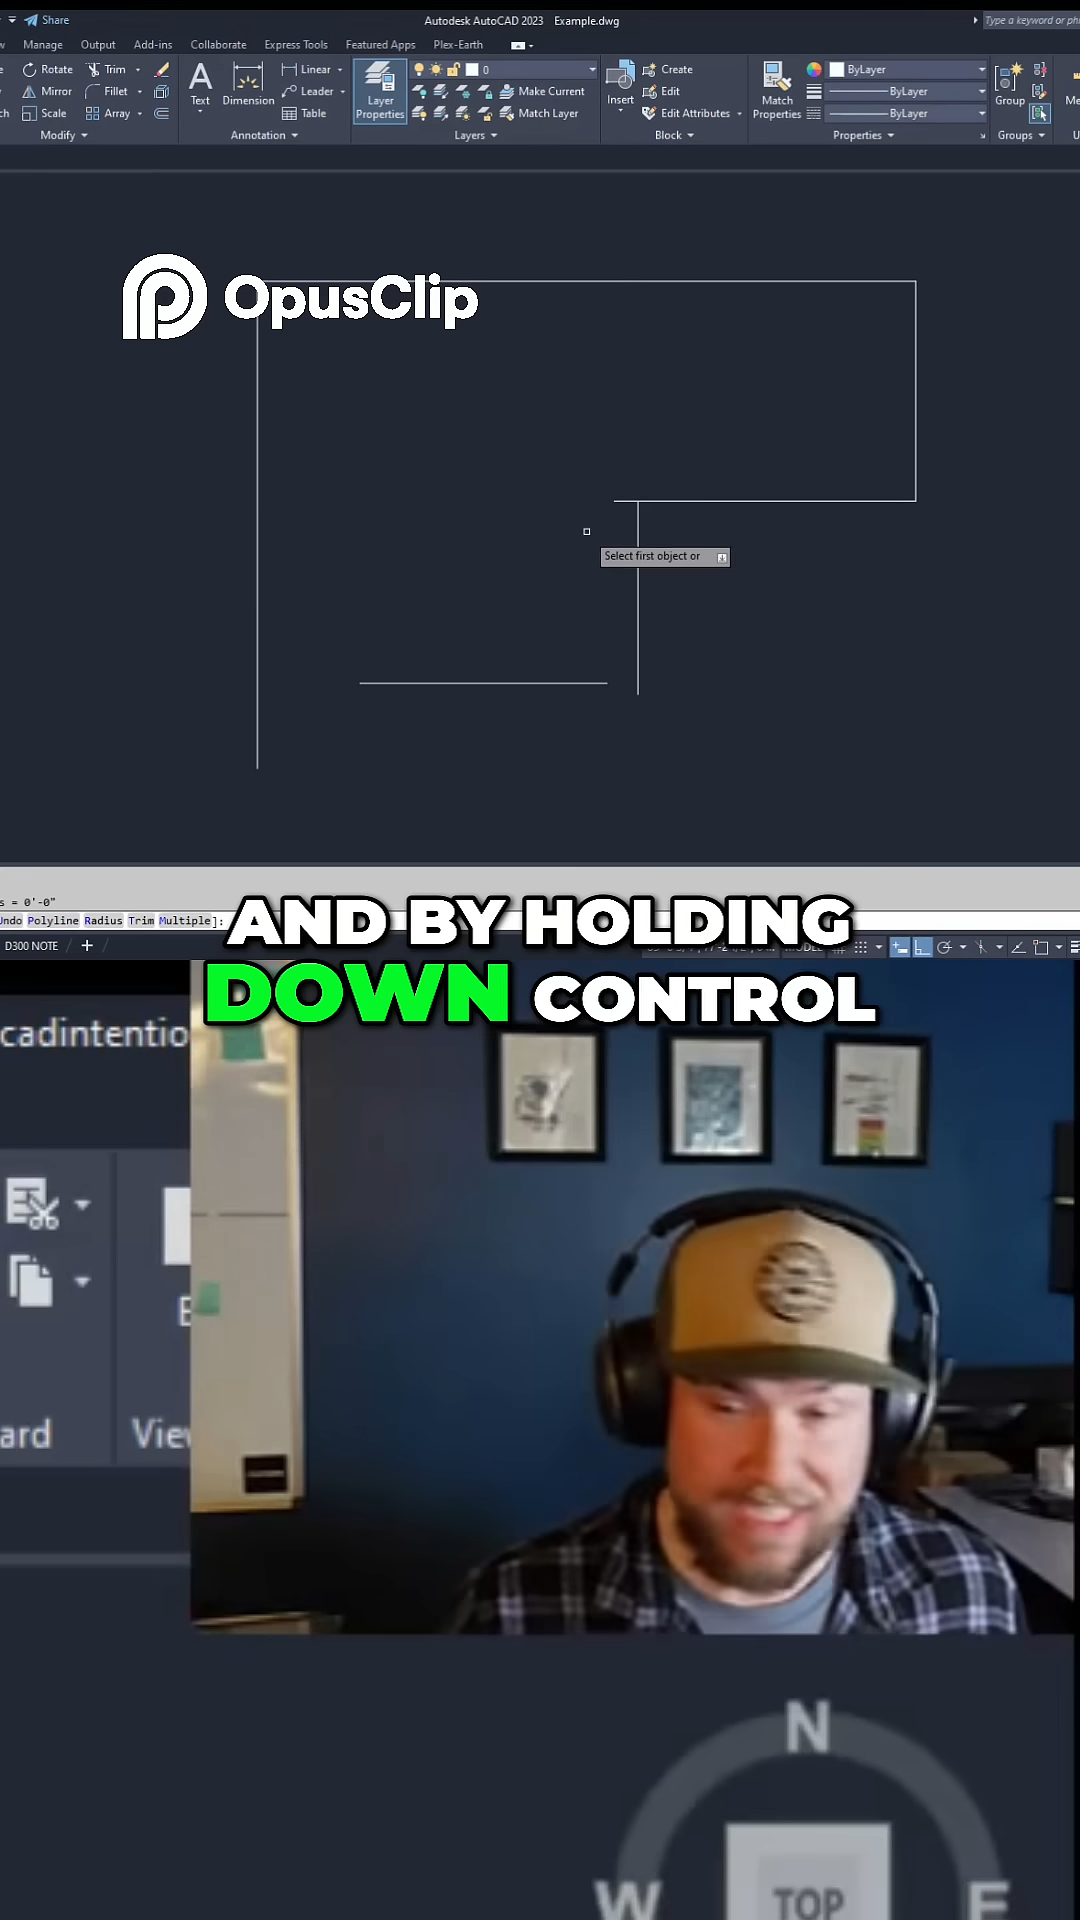 Share
Autodesk AutoCAD 2023 Example.dwg
Type a keyword or
Manage Output Add-ins Collaborate Express Tools Featured Apps Plex-Earth
Rotate Trim
Mirror Fillet
Scale Array
Modify
Text Dimension
Linear
Leader
Table
Annotation
Layer
Properties
0
Make Current
Match Layer
Layers
Insert
Create
Edit
Edit Attributes
Block
Match
Properties
ByLayer
ByLayer
ByLayer
Properties
Group
Groups
OpusClip
Select first object or
s = 0'-0"
Undo Polyline Radius Trim Multiple]:
D300 NOTE +
AND BY HOLDING
DOWN CONTROL
cadintentio
ard
View
N
W TOP E